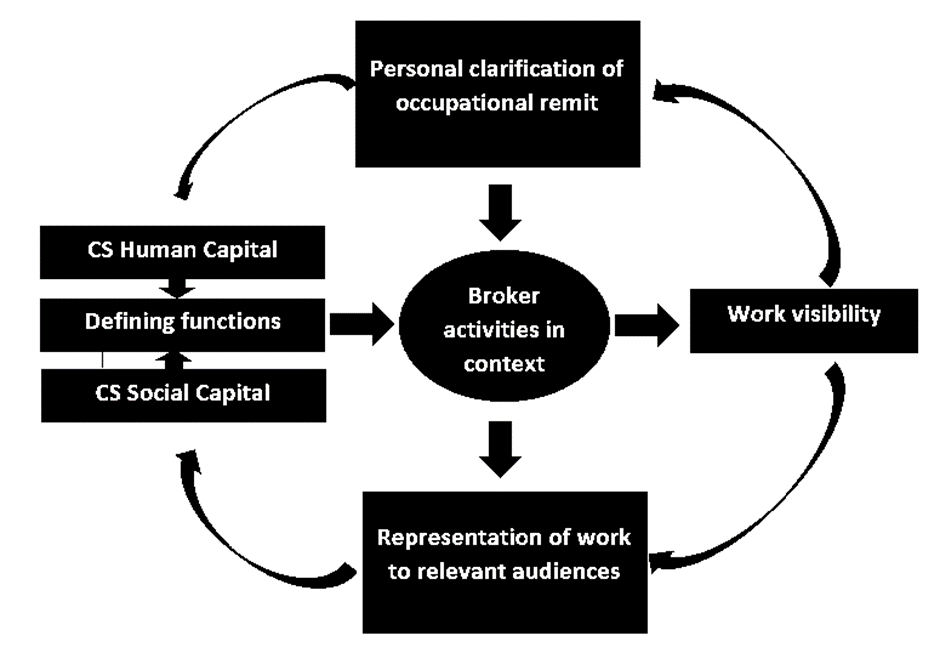 Personal clarification of
occupational remit
CS Human Capital
Defining functions
CS Social Capital
Broker
activities in
context
Work visibility
Representation of work
to relevant audiences